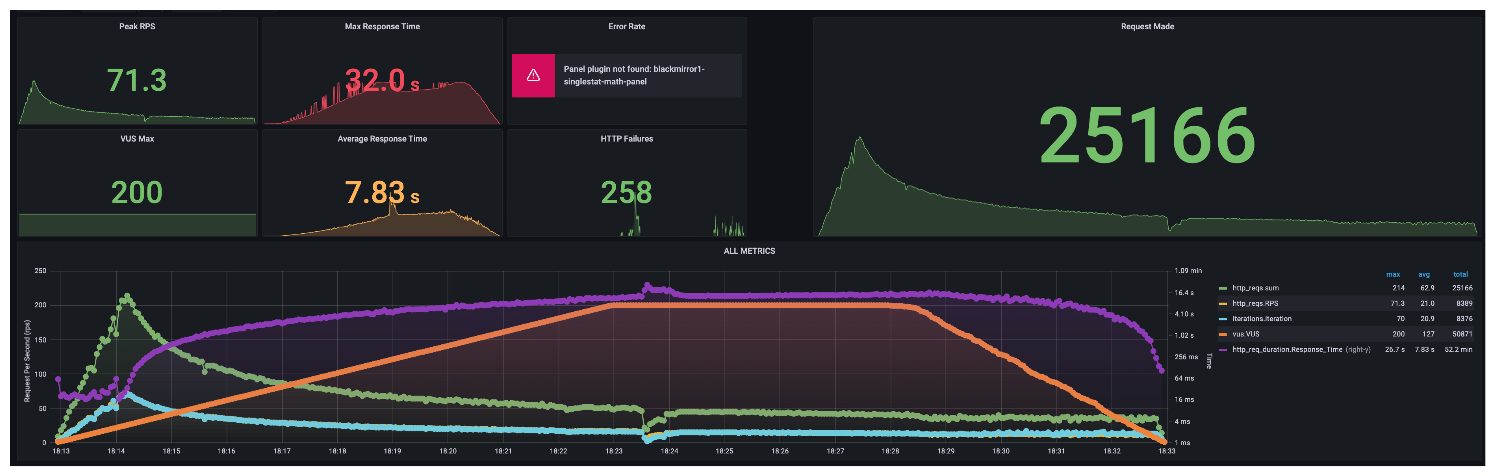 Peak RPS
71.3
Max Response Time
32.0 s
Error Rate
Panel plugin not found: blackmirror1-
singlestat-math-panel
Request Made
25166
VUS Max
200
Average Response Time
7.83 s
HTTP Failures
258
ALL METRICS
Request Per Second (rps)
250
200
150
100
50
0
1.09 min
16.4 s
4.10 s
1.02 s
256 ms
64 ms
16 ms
4 ms
1 ms
Time
18:13 18:14 18:15 18:16 18:17 18:18 18:19 18:20 18:21 18:22 18:23 18:24 18:25 18:26 18:27 18:28 18:29 18:30 18:31 18:32 18:33
max avg total
http_reqs.sum 214 62.9 25166
http_reqs.RPS 71.3 21.0 8389
iterations.Iteration 70 20.9 8376
vus.VUS 200 127 50871
http_req_duration.Response_Time (right-y) 26.7 s 7.83 s 52.2 min